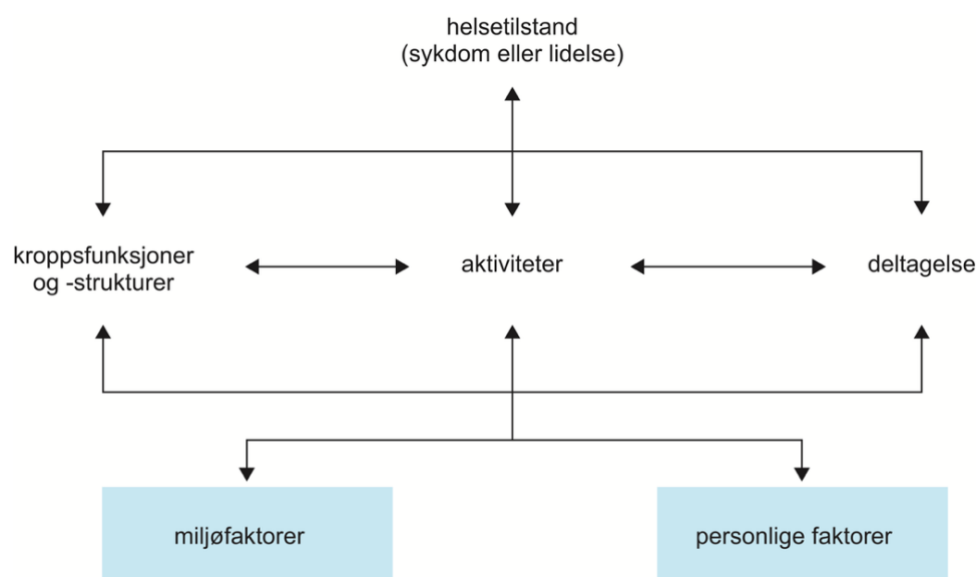 helsetilstand
(sykdom eller lidelse)
kroppsfunksjoner
og -strukturer
aktiviteter
deltagelse
miljøfaktorer
personlige faktorer